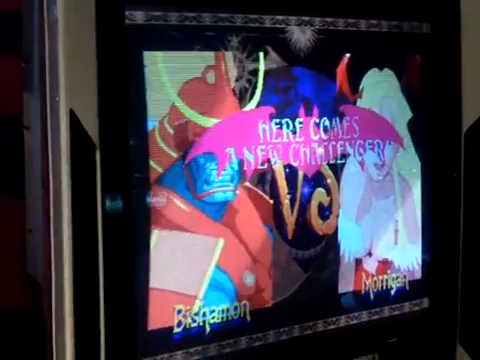 HERE COMES
A NEW CHALLENGER
VS
Bishamon
Morrigan